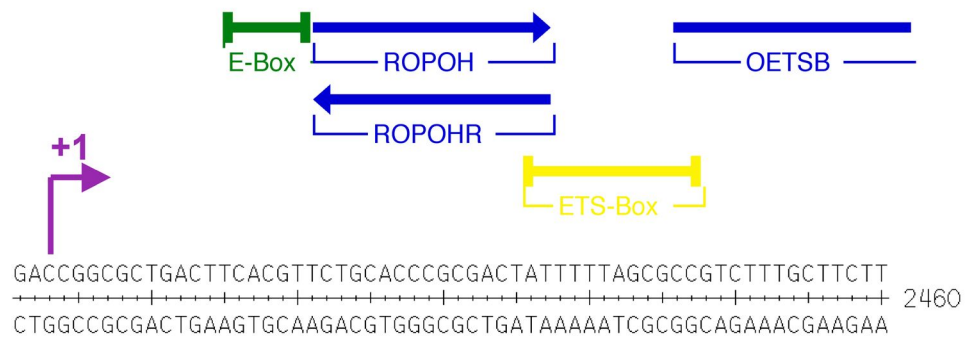 E-Box ROPOH OETSB
ROPOHR
+1
ETS-Box
GACCGGCGCTGACTTCACGTTCTGCACCCGCGACTATTTTTAGCGCCGTCTTTGCTTCTT
2460
CTGGCCGCGACTGAAGTGCAAGACGTGGGCGCTGATAAAAATCGCGGCAGAAACGAAGAA